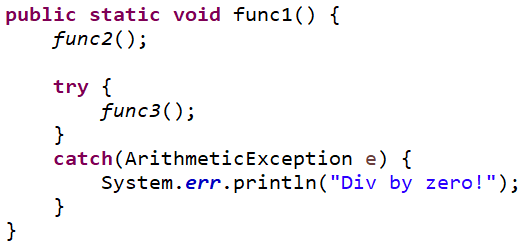 public static void func1() {
    func2();

    try {
        func3();
    }
    catch(ArithmeticException e) {
        System.err.println("Div by zero!");
    }
}